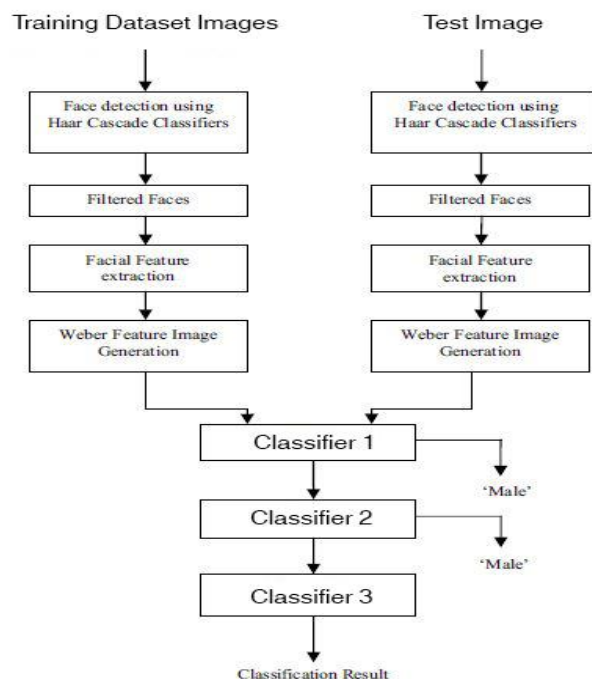 Training Dataset Images
Test Image
Face detection using
Haar Cascade Classifiers
Face detection using
Haar Cascade Classifiers
Filtered Faces
Filtered Faces
Facial Feature
extraction
Facial Feature
extraction
Weber Feature Image
Generation
Weber Feature Image
Generation
Classifier 1
‘Male’
Classifier 2
‘Male’
Classifier 3
Classification Result